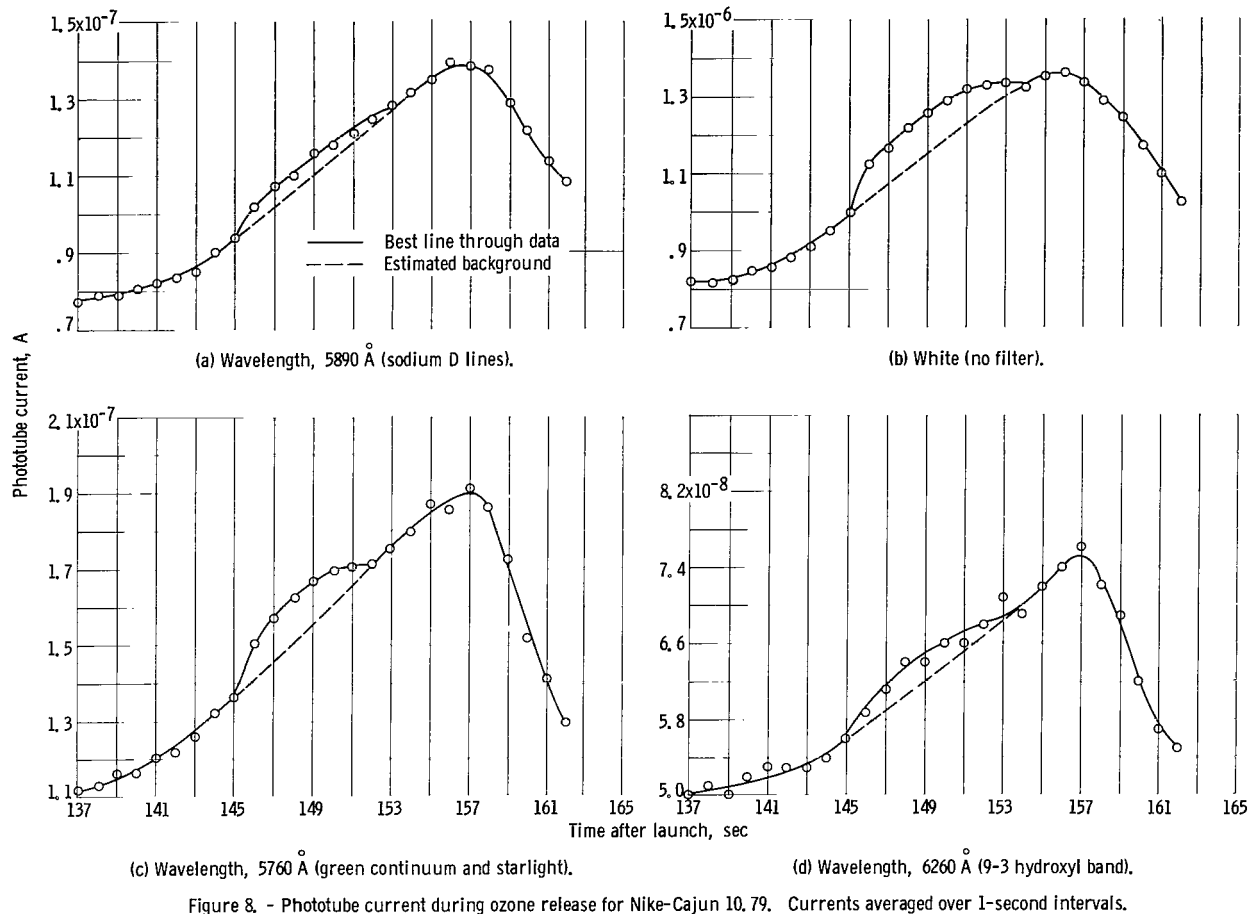 1.5x10-7
1.3
1.1
.9
.7
Best line through data
Estimated background
(a) Wavelength, 5890 Å (sodium D lines).
1.5x10-6
1.3
1.1
.9
.7
(b) White (no filter).
Phototube current, A
2.1x10-7
1.9
1.7
1.5
1.3
1.1
137 141 145 149 153 157 161 165
(c) Wavelength, 5760 Å (green continuum and starlight).
8.2x10-8
7.4
6.6
5.8
5.0
137 141 145 149 153 157 161 165
Time after launch, sec
(d) Wavelength, 6260 Å (9-3 hydroxyl band).
Figure 8. - Phototube current during ozone release for Nike-Cajun 10.79. Currents averaged over 1-second intervals.